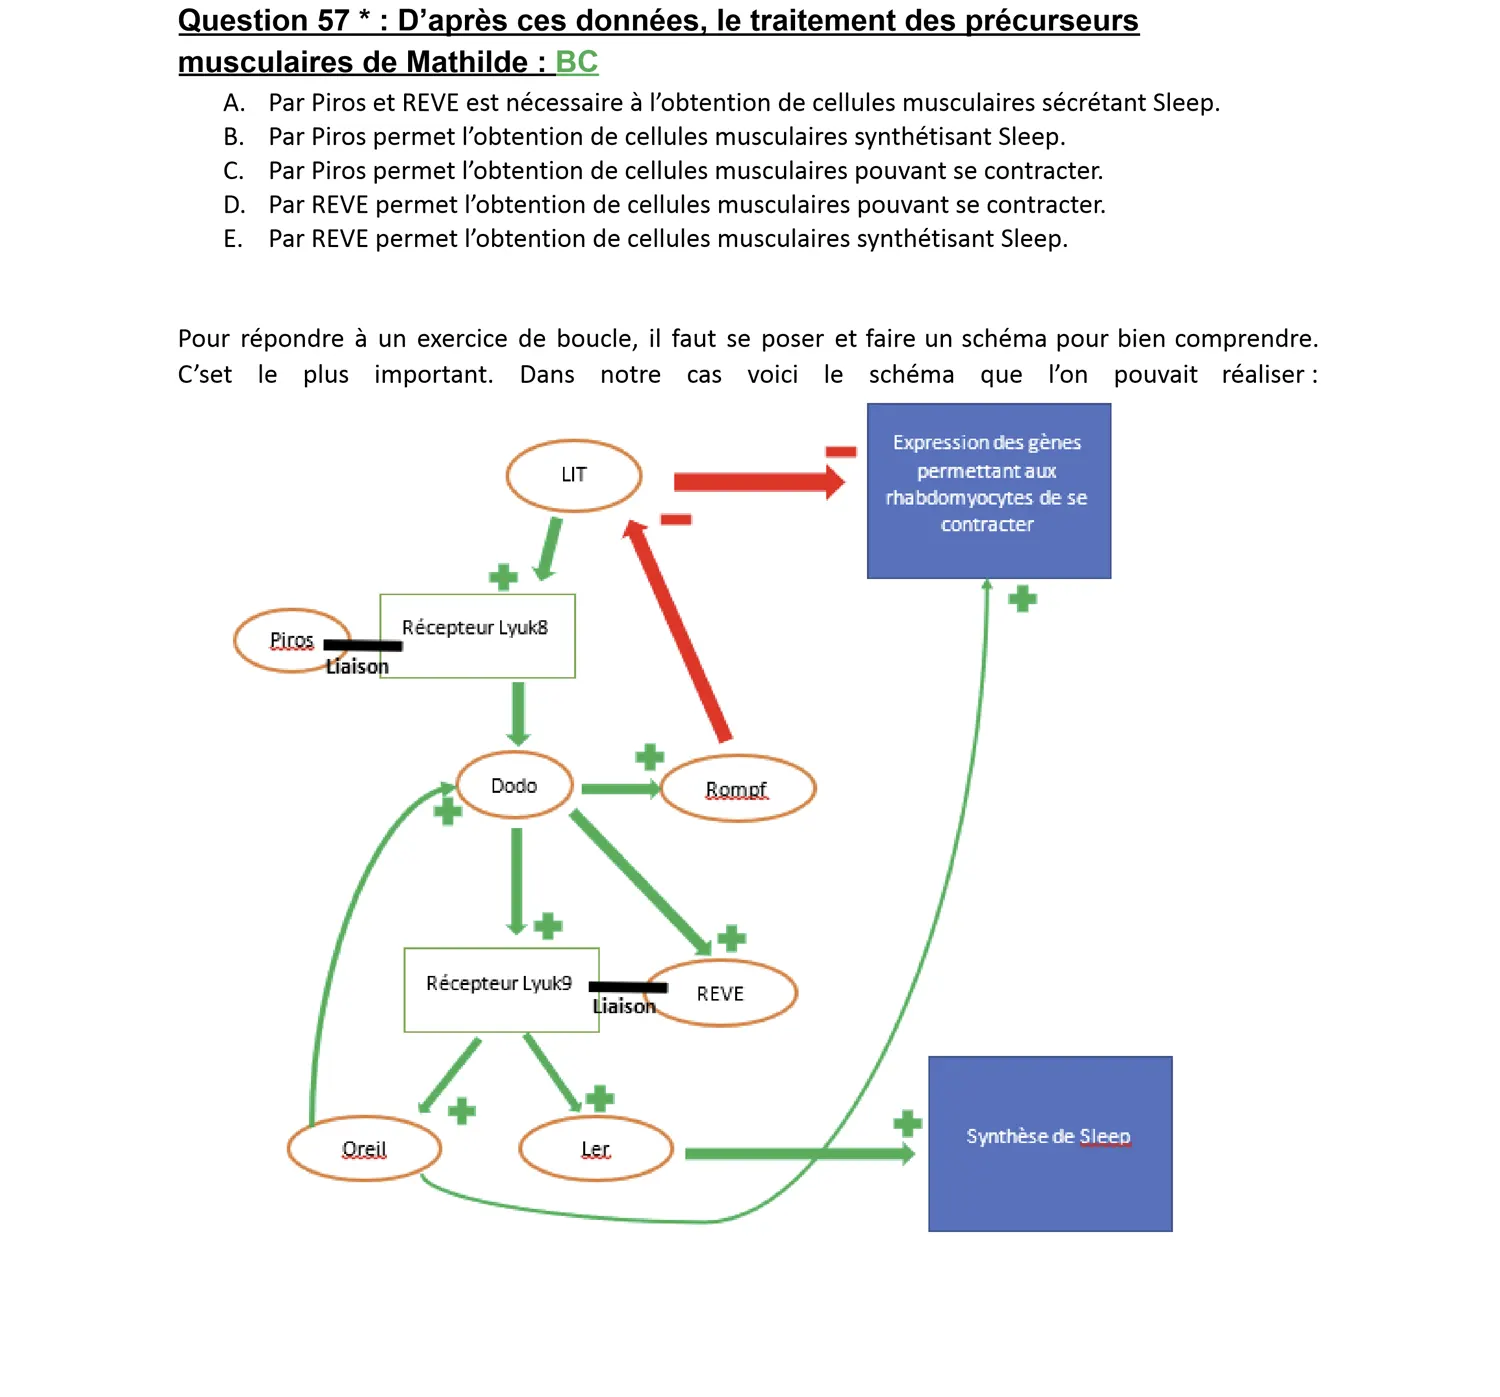 Question 57 * : D’après ces données, le traitement des précurseurs
musculaires de Mathilde : BC
A. Par Piros et REVE est nécessaire à l’obtention de cellules musculaires sécrétant Sleep.
B. Par Piros permet l’obtention de cellules musculaires synthétisant Sleep.
C. Par Piros permet l’obtention de cellules musculaires pouvant se contracter.
D. Par REVE permet l’obtention de cellules musculaires pouvant se contracter.
E. Par REVE permet l’obtention de cellules musculaires synthétisant Sleep.
Pour répondre à un exercice de boucle, il faut se poser et faire un schéma pour bien comprendre.
C’set le plus important. Dans notre cas voici le schéma que l’on pouvait réaliser :
LIT
Expression des gènes
permettant aux
rhabdomyocytes de se
contracter
Récepteur Lyuk8
Piros
Liaison
Dodo
Rompf
Récepteur Lyuk9
REVE
Liaison
Oreil
Ler
Synthèse de Sleep